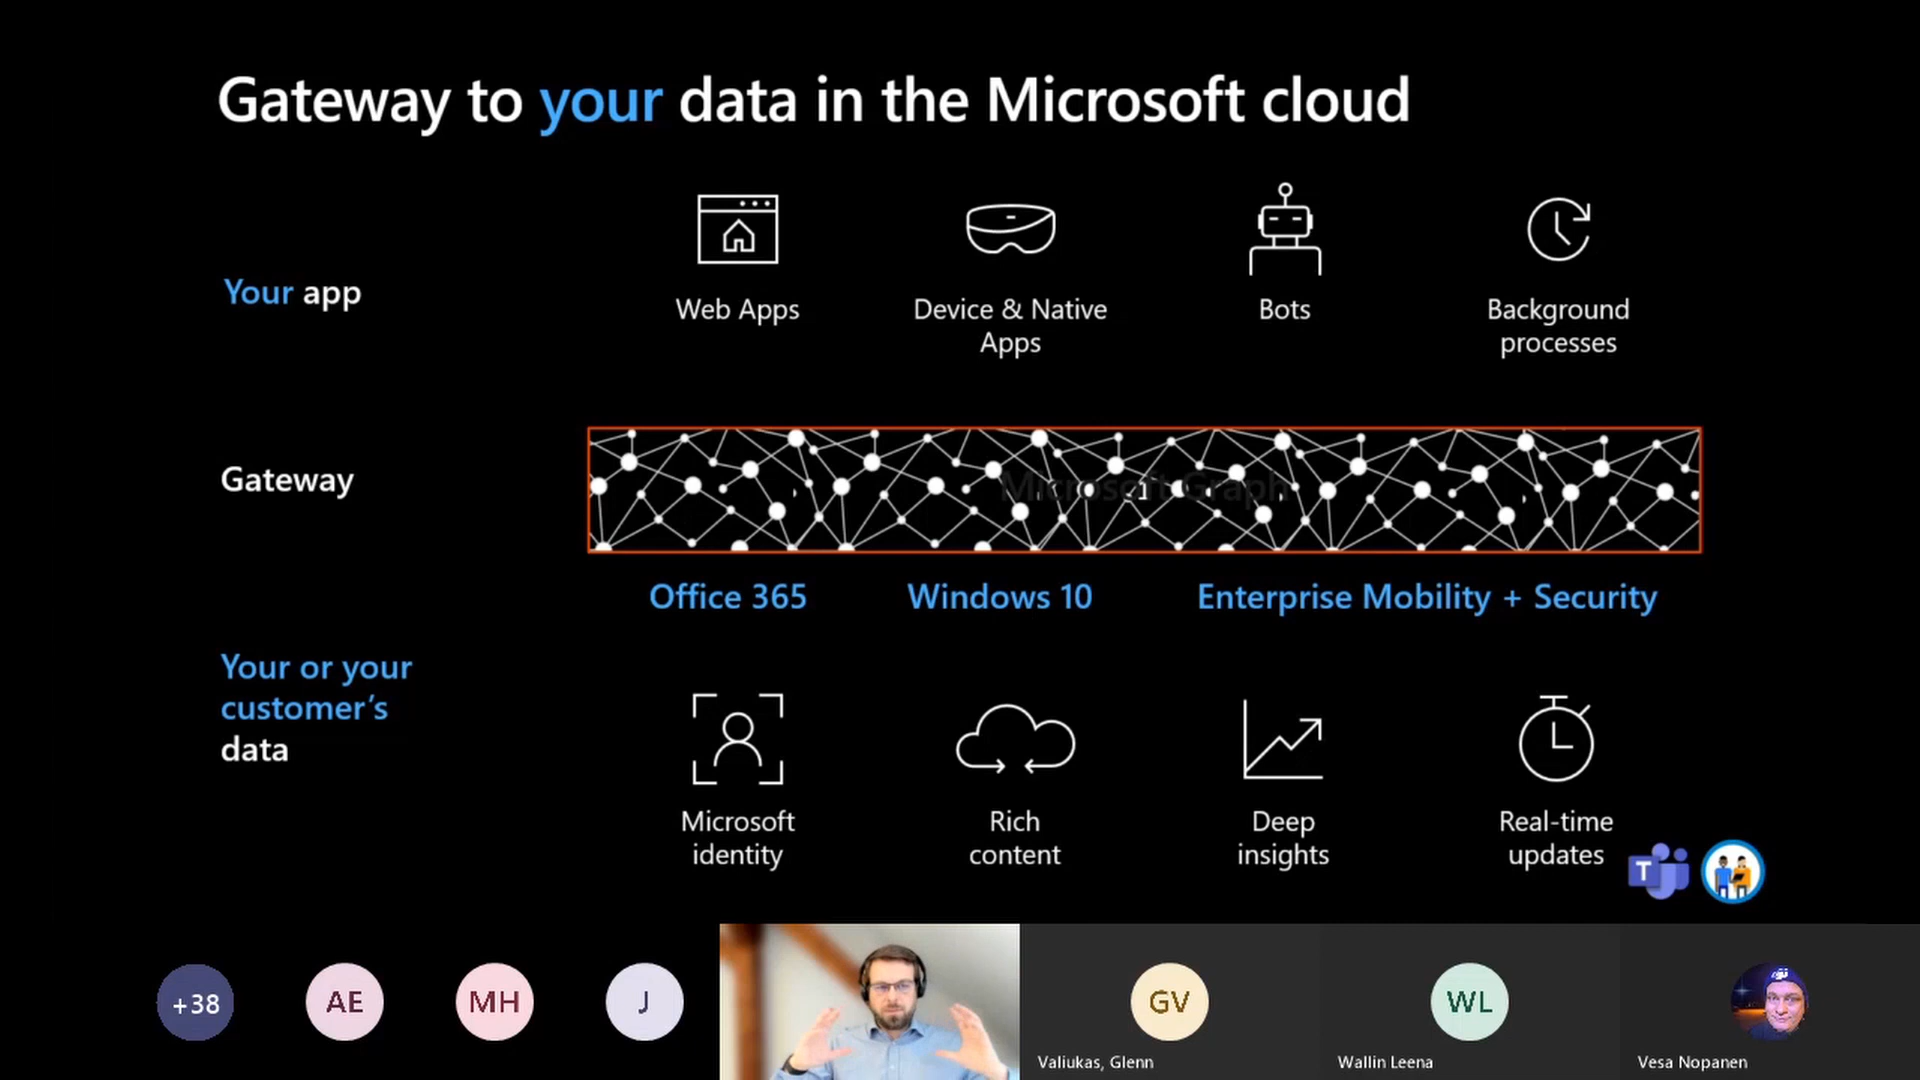 Gateway to your data in the Microsoft cloud
Your app
Web Apps
Device & Native
Apps
Bots
Background
processes
Gateway
Microsoft Graph
Office 365
Windows 10
Enterprise Mobility + Security
Your or your
customer's
data
Microsoft
identity
Rich
content
Deep
insights
Real-time
updates
T
+38
AE
MH
J
GV
Valiukas, Glenn
WL
Wallin Leena
Vesa Nopanen